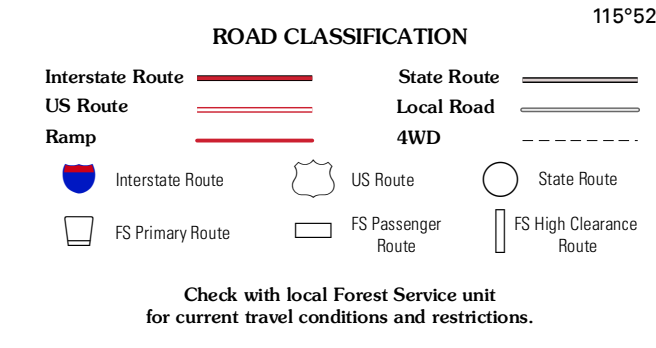 115°52
ROAD CLASSIFICATION
Interstate Route
State Route
US Route
Local Road
Ramp
4WD
Interstate Route
US Route
State Route
FS Primary Route
FS Passenger
Route
FS High Clearance
Route
Check with local Forest Service unit
for current travel conditions and restrictions.